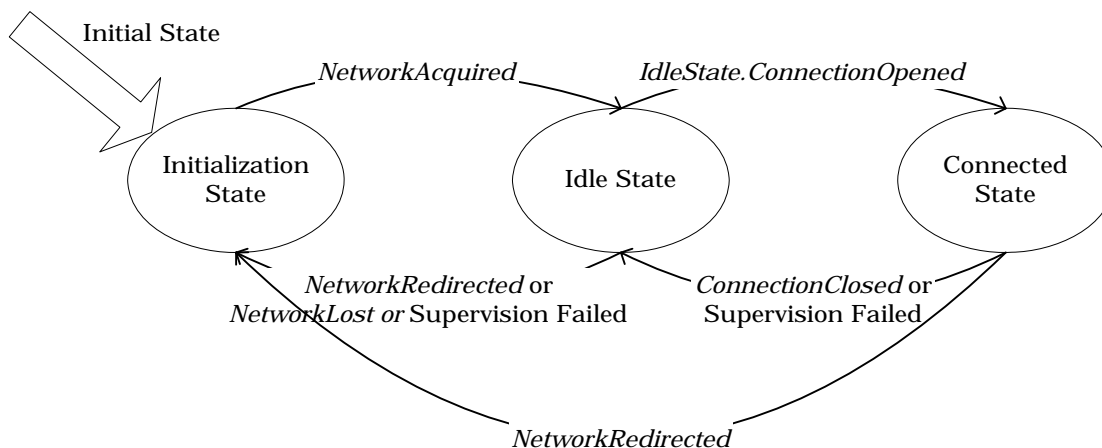 Initial State
NetworkAcquired
IdleState.ConnectionOpened
Initialization
State
Idle State
Connected
State
NetworkRedirected or
NetworkLost or Supervision Failed
ConnectionClosed or
Supervision Failed
NetworkRedirected